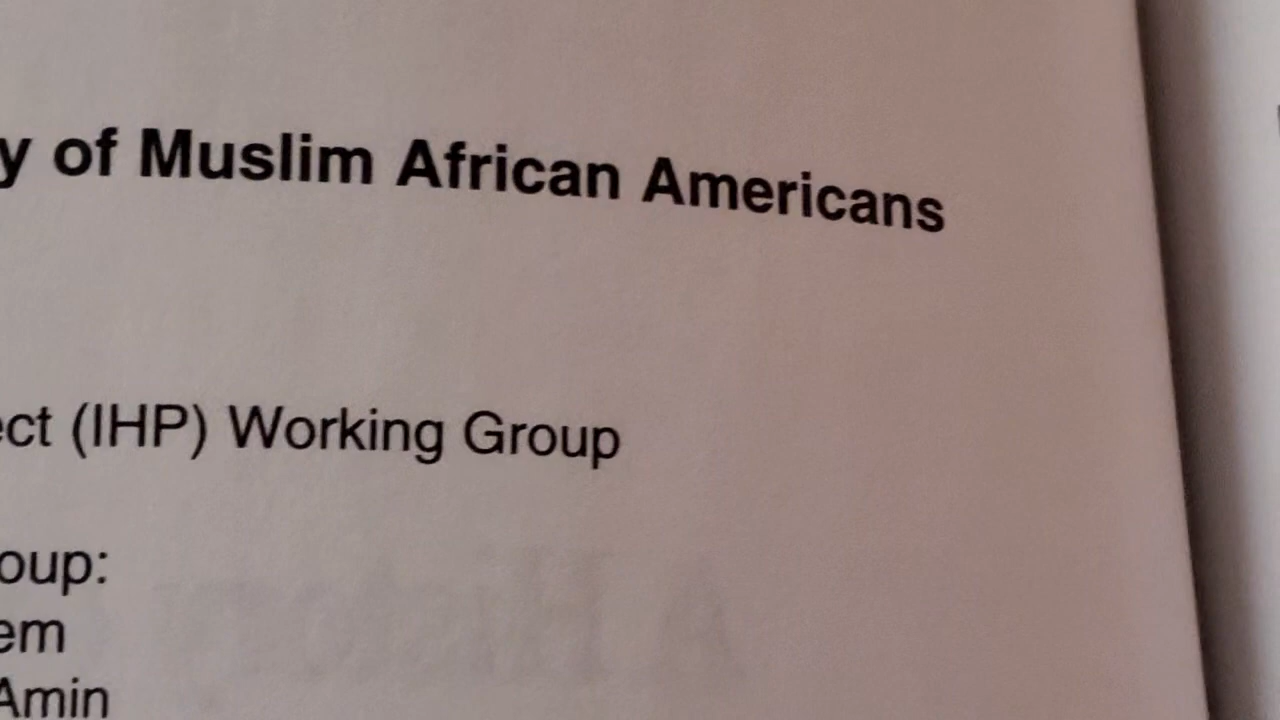 y of Muslim African Americans
ect (IHP) Working Group
oup:
em
Amin